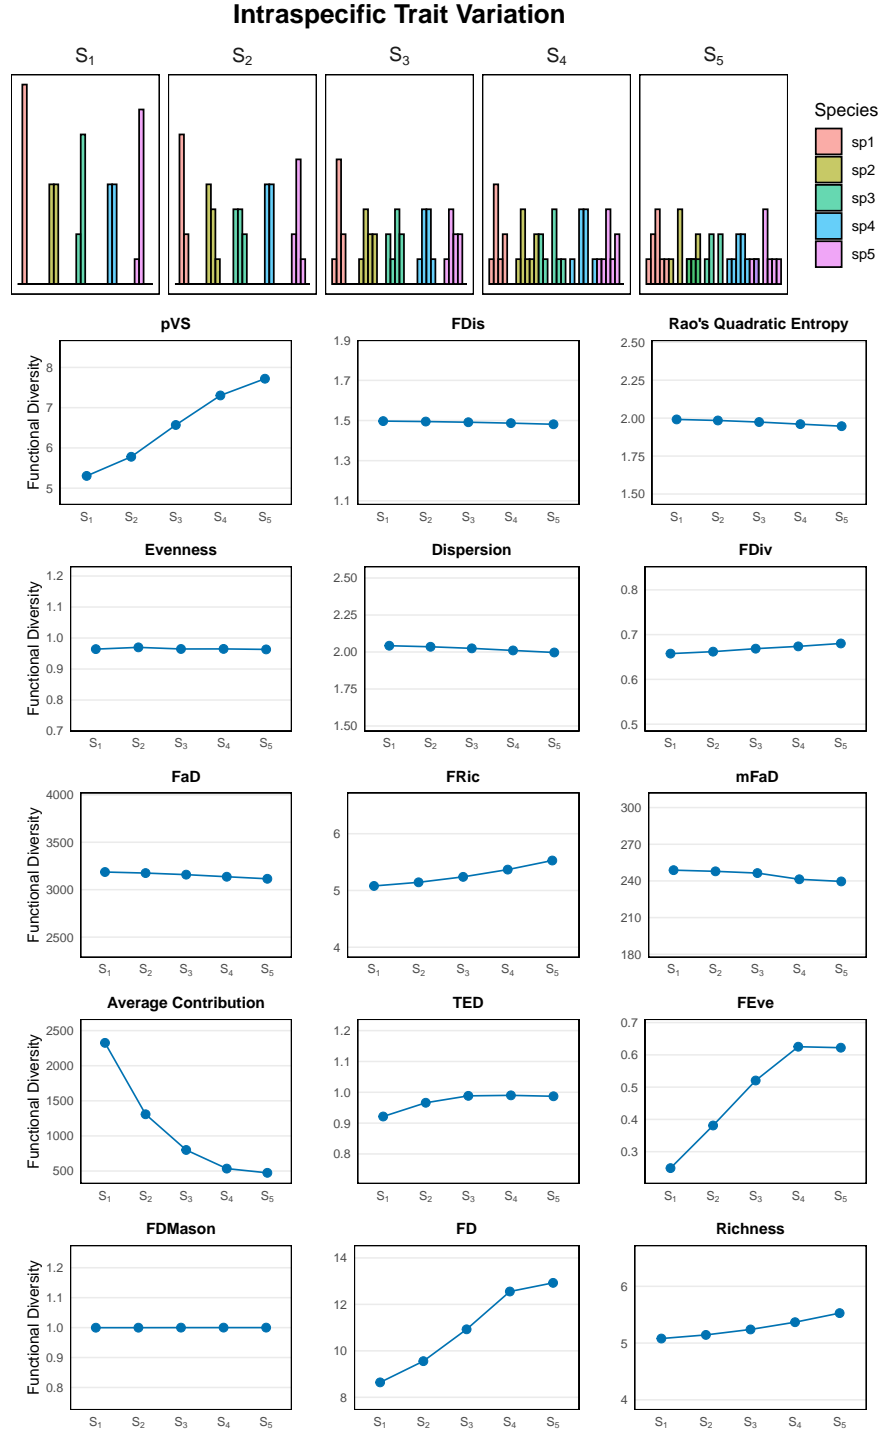 Intraspecific Trait Variation
S1 S2 S3 S4 S5
Species
sp1
sp2
sp3
sp4
sp5
pVS FDis Rao's Quadratic Entropy
Functional Diversity
8
7
6
5
S1 S2 S3 S4 S5
1.9
1.7
1.5
1.3
1.1
S1 S2 S3 S4 S5
2.50
2.25
2.00
1.75
1.50
S1 S2 S3 S4 S5
Evenness Dispersion FDiv
Functional Diversity
1.2
1.1
1.0
0.9
0.8
0.7
S1 S2 S3 S4 S5
2.50
2.25
2.00
1.75
1.50
S1 S2 S3 S4 S5
0.8
0.7
0.6
0.5
S1 S2 S3 S4 S5
FaD FRic mFaD
Functional Diversity
4000
3500
3000
2500
S1 S2 S3 S4 S5
6
5
4
S1 S2 S3 S4 S5
300
270
240
210
180
S1 S2 S3 S4 S5
Average Contribution TED FEve
Functional Diversity
2500
2000
1500
1000
500
S1 S2 S3 S4 S5
1.2
1.1
1.0
0.9
0.8
S1 S2 S3 S4 S5
0.7
0.6
0.5
0.4
0.3
S1 S2 S3 S4 S5
FDMason FD Richness
Functional Diversity
1.2
1.1
1.0
0.9
0.8
S1 S2 S3 S4 S5
14
12
10
8
S1 S2 S3 S4 S5
6
5
4
S1 S2 S3 S4 S5